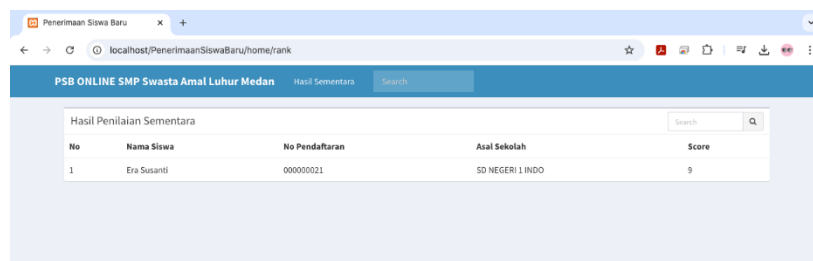 Penerimaan Siswa Baru
localhost/PenerimaanSiswaBaru/home/rank
PSB ONLINE SMP Swasta Amal Luhur Medan Hasil Sementara Search
Hasil Penilaian Sementara Search
No Nama Siswa No Pendaftaran Asal Sekolah Score
1 Era Susanti 000000021 SD NEGERI 1 INDO 9